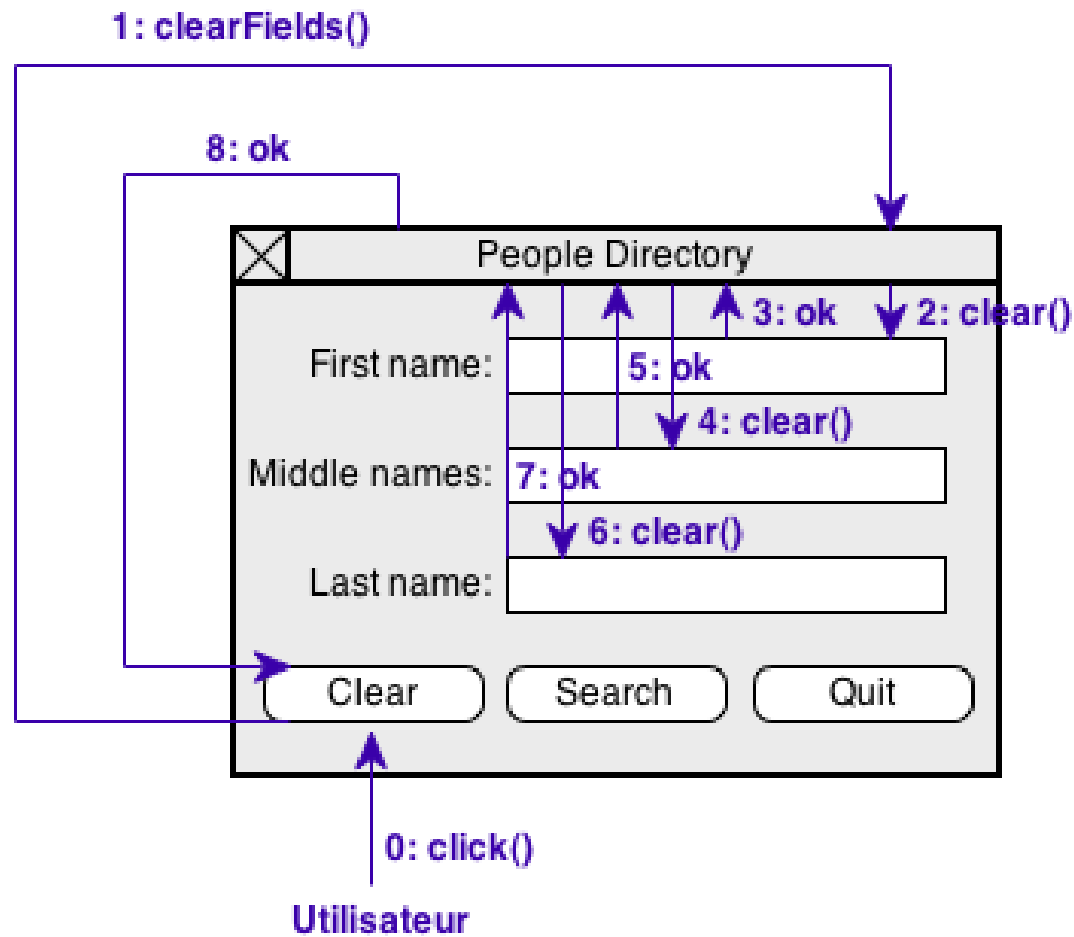 1: clearFields()
8: ok
People Directory
3: ok
2: clear()
First name:
5: ok
4: clear()
Middle names:
7: ok
6: clear()
Last name:
Clear
Search
Quit
0: click()
Utilisateur